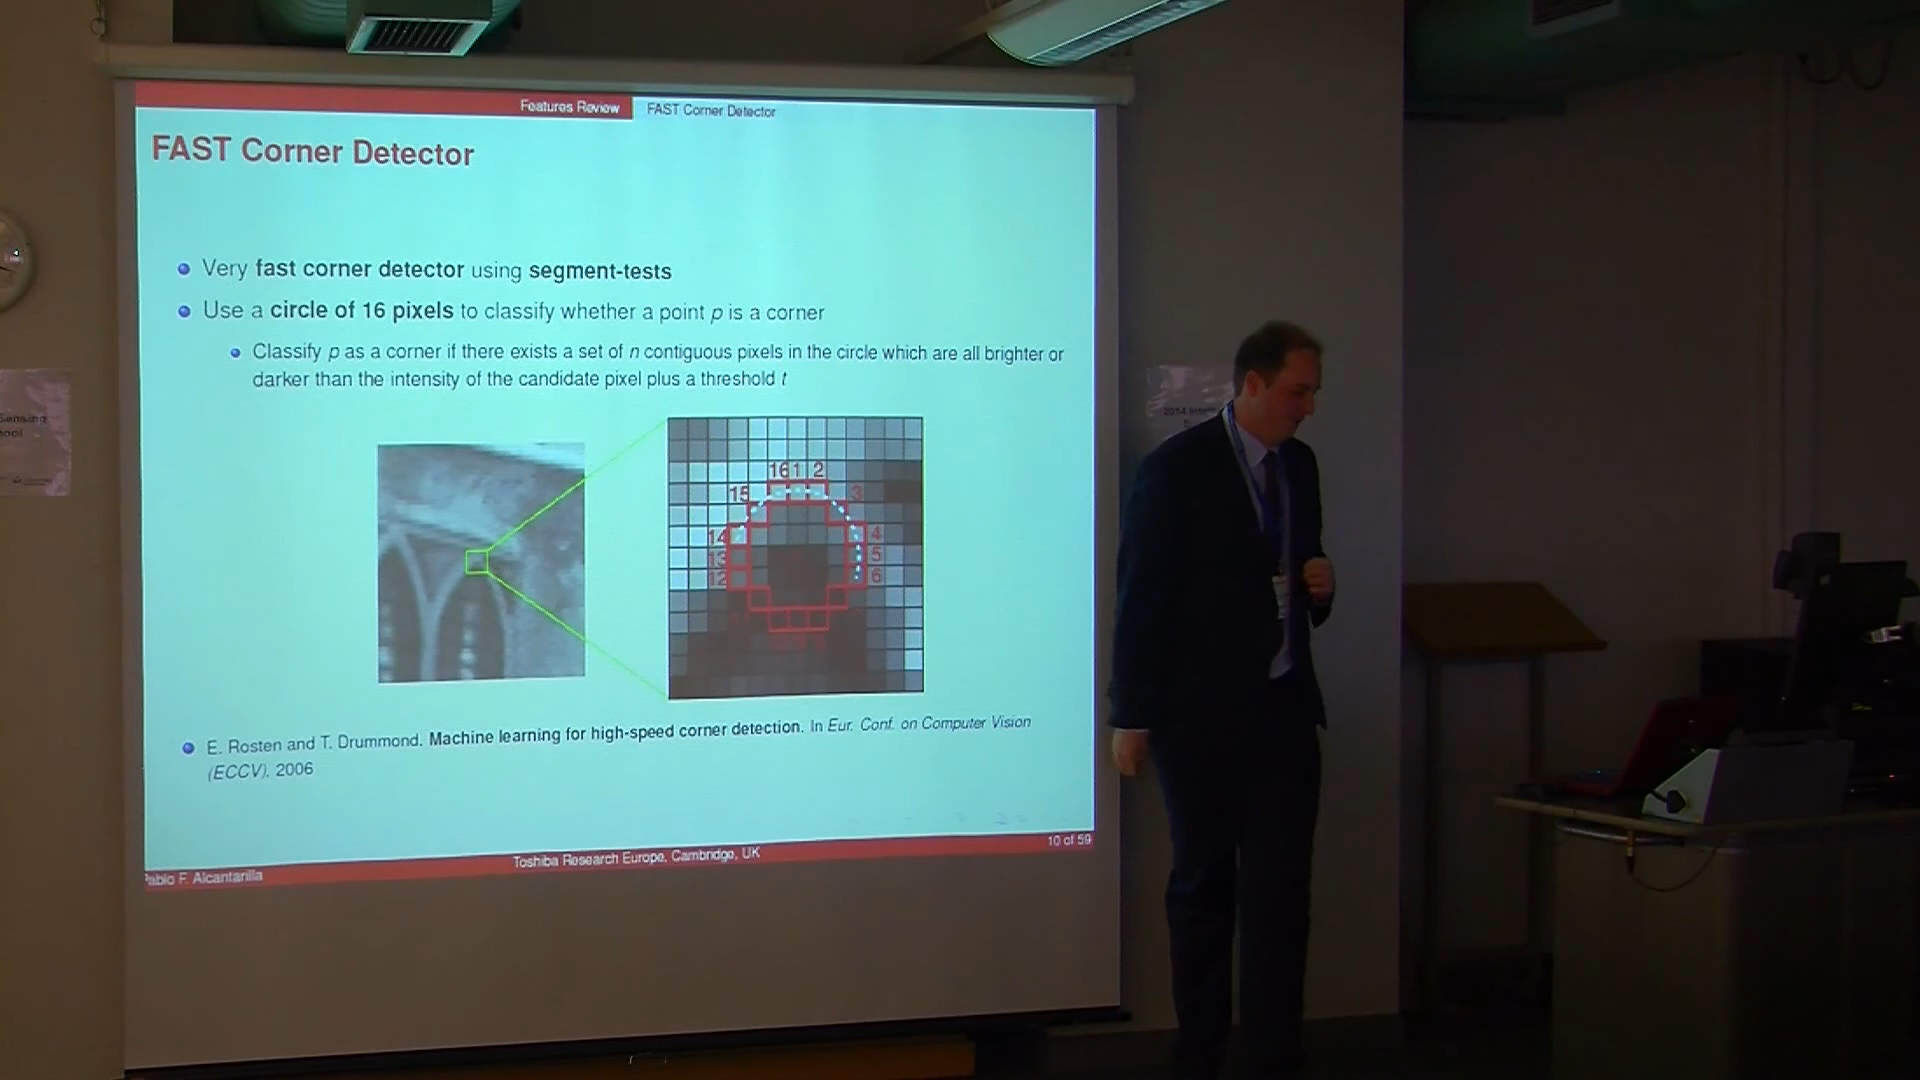 Features Review
FAST Corner Detector
FAST Corner Detector
Very fast corner detector using segment-tests
Use a circle of 16 pixels to classify whether a point p is a corner
Classify p as a corner if there exists a set of n contiguous pixels in the circle which are all brighter or
darker than the intensity of the candidate pixel plus a threshold t
16 1 2
15 3
14 4
13 5
12 6
E. Rosten and T. Drummond. Machine learning for high-speed corner detection. In Eur. Conf. on Computer Vision
(ECCV), 2006
10 of 59
Toshiba Research Europe, Cambridge, UK
Pablo F. Alcantarilla
Sensing
2014